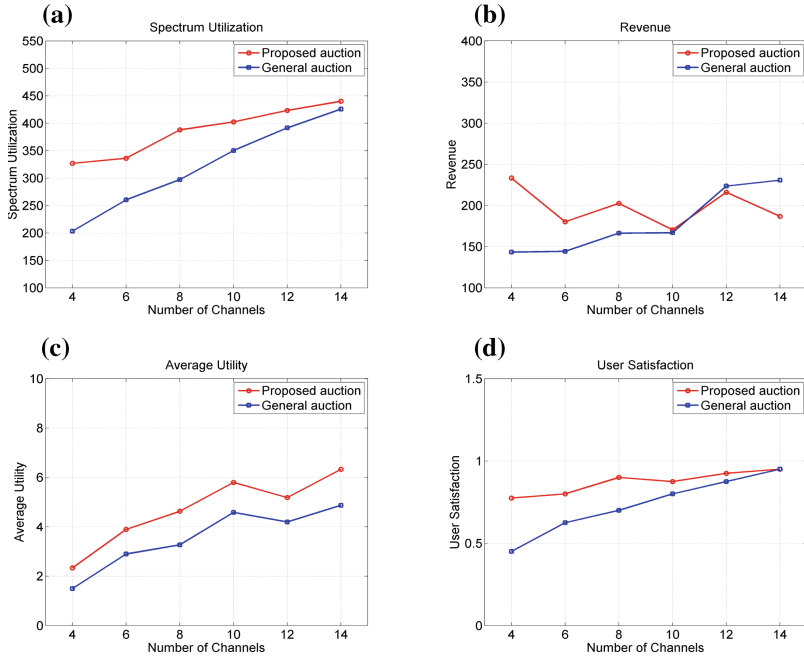 (a)
Spectrum Utilization
550
500
450
400
350
300
250
200
150
100
4 6 8 10 12 14
Number of Channels
Spectrum Utilization
Proposed auction
General auction
(b)
Revenue
400
350
300
250
200
150
100
4 6 8 10 12 14
Number of Channels
Revenue
Proposed auction
General auction
(c)
Average Utility
10
8
6
4
2
0
4 6 8 10 12 14
Number of Channels
Average Utility
Proposed auction
General auction
(d)
User Satisfaction
1.5
1
0.5
0
4 6 8 10 12 14
Number of Channels
User Satisfaction
Proposed auction
General auction